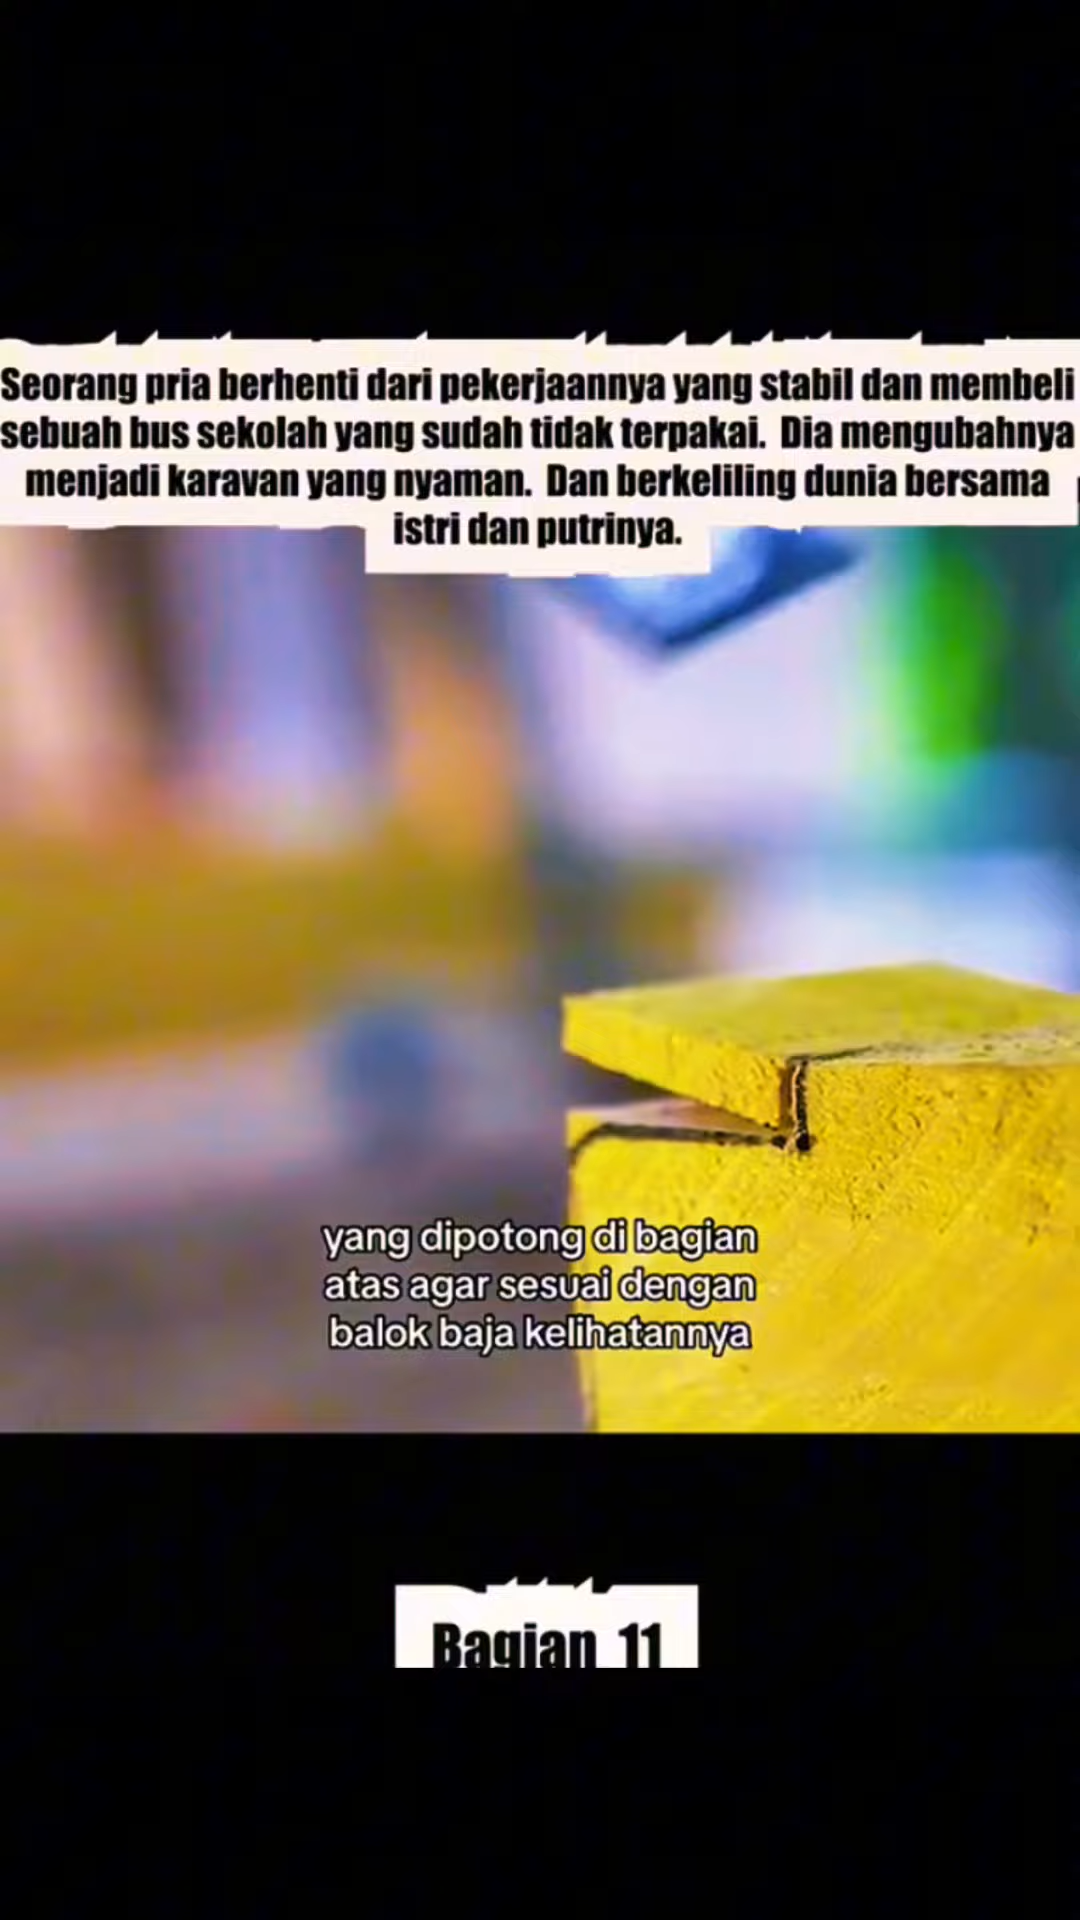 Seorang pria berhenti dari pekerjaannya yang stabil dan membeli
sebuah bus sekolah yang sudah tidak terpakai. Dia mengubahnya
menjadi karavan yang nyaman. Dan berkeliling dunia bersama
istri dan putrinya.
yang dipotong di bagian
atas agar sesuai dengan
balok baja kelihatannya
Bagian 11